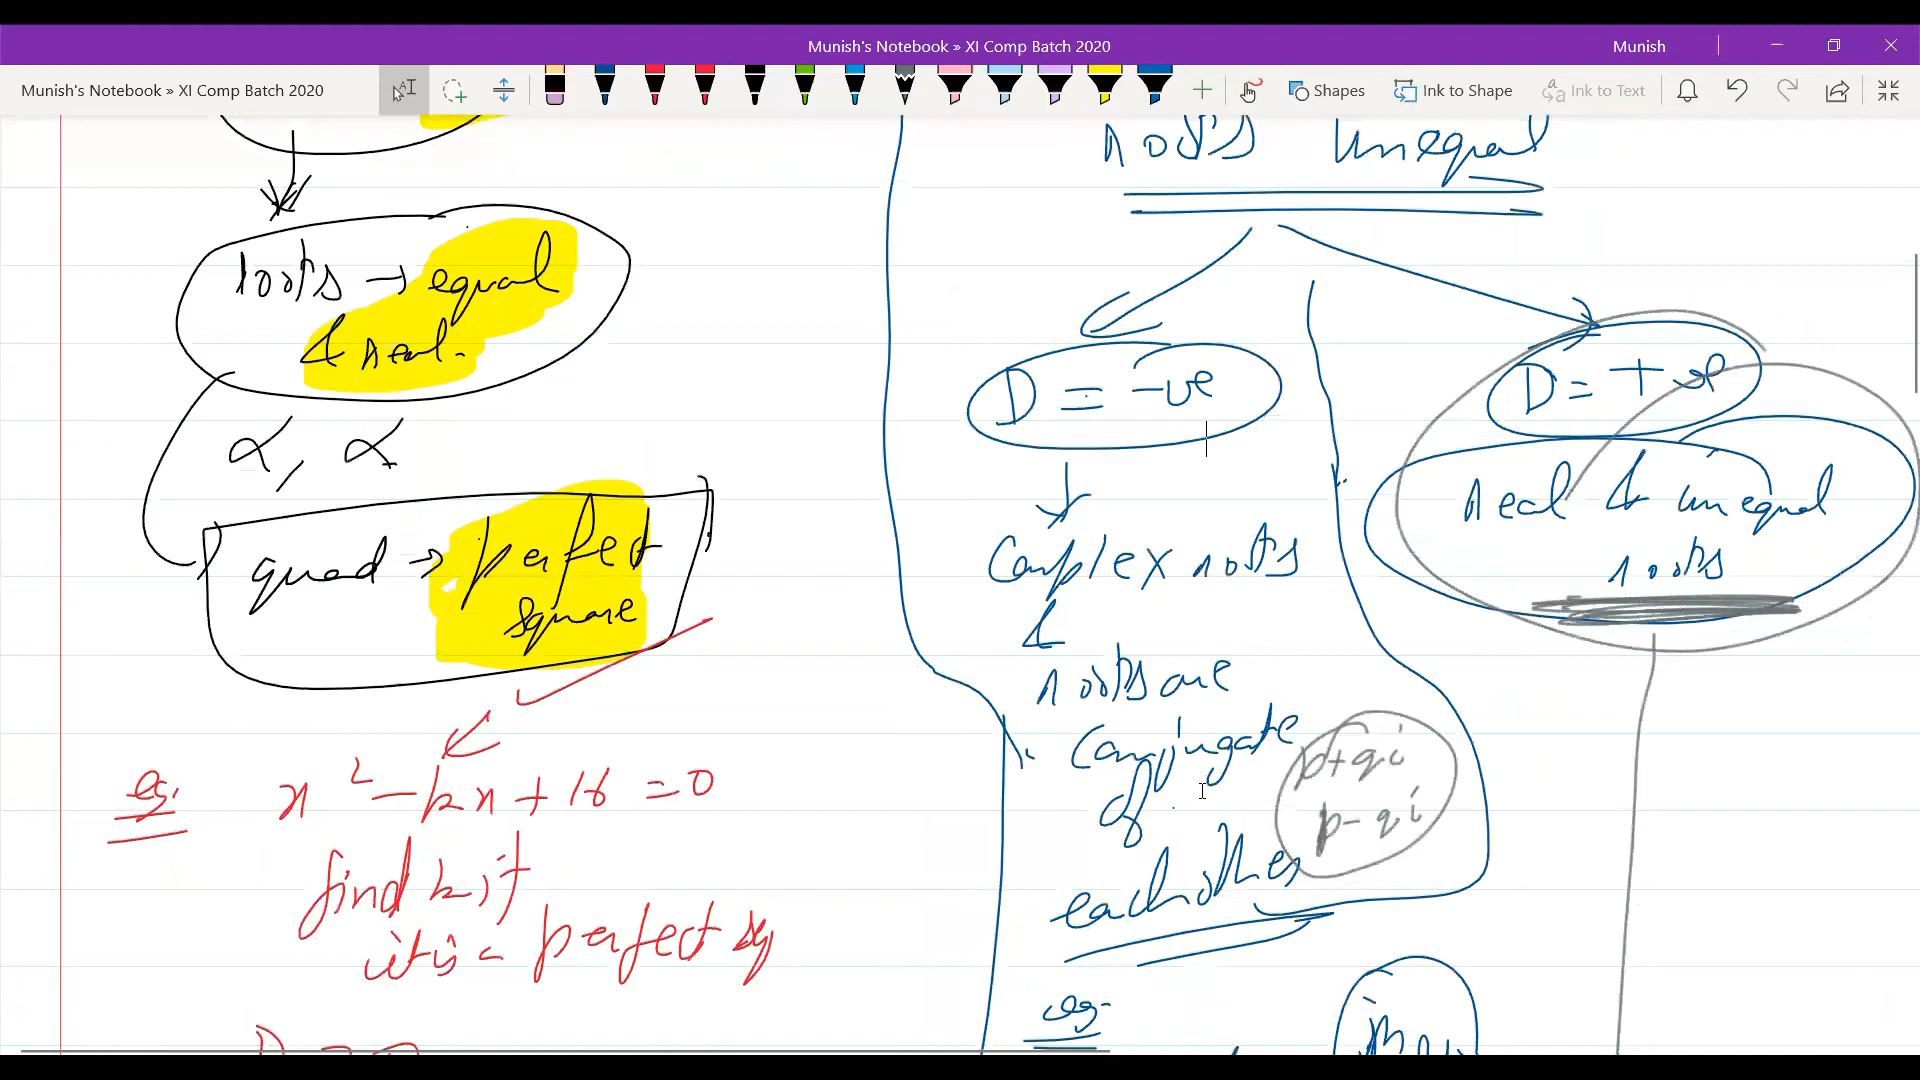 Munish's Notebook » XI Comp Batch 2020
Munish
Munish's Notebook » XI Comp Batch 2020
Shapes
Ink to Shape
Ink to Text
roots → equal
& real.
α, α
quad → perfect
square
eg. x² - kx + 16 = 0
find k if
it is a perfect sq
roots unequal
D = -ve
Complex roots
&
roots are
Conjugate
of
each other
p + qi
p - qi
eg.
D = +ve
real & unequal
roots